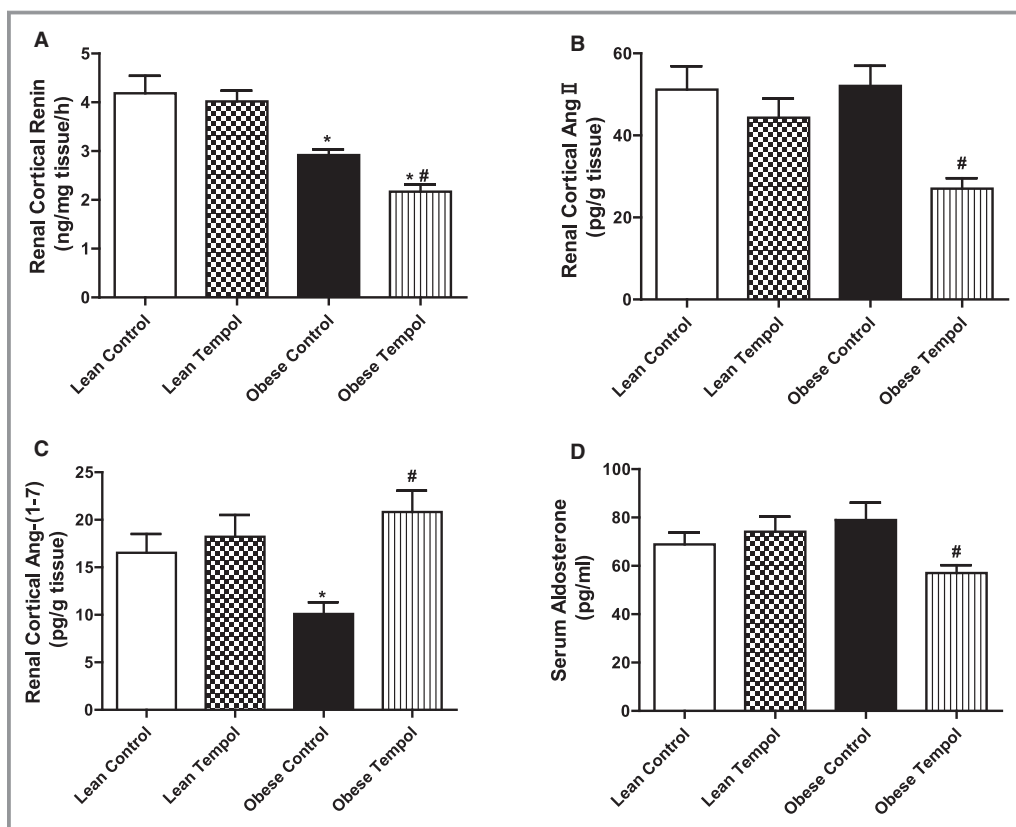 A
Renal Cortical Renin
(ng/mg tissue/h)
5
4
3
2
1
0
*
* #
Lean Control
Lean Tempol
Obese Control
Obese Tempol
B
Renal Cortical Ang II
(pg/g tissue)
60
40
20
0
#
Lean Control
Lean Tempol
Obese Control
Obese Tempol
C
Renal Cortical Ang-(1-7)
(pg/g tissue)
25
20
15
10
5
0
*
#
Lean Control
Lean Tempol
Obese Control
Obese Tempol
D
Serum Aldosterone
(pg/ml)
100
80
60
40
20
0
#
Lean Control
Lean Tempol
Obese Control
Obese Tempol